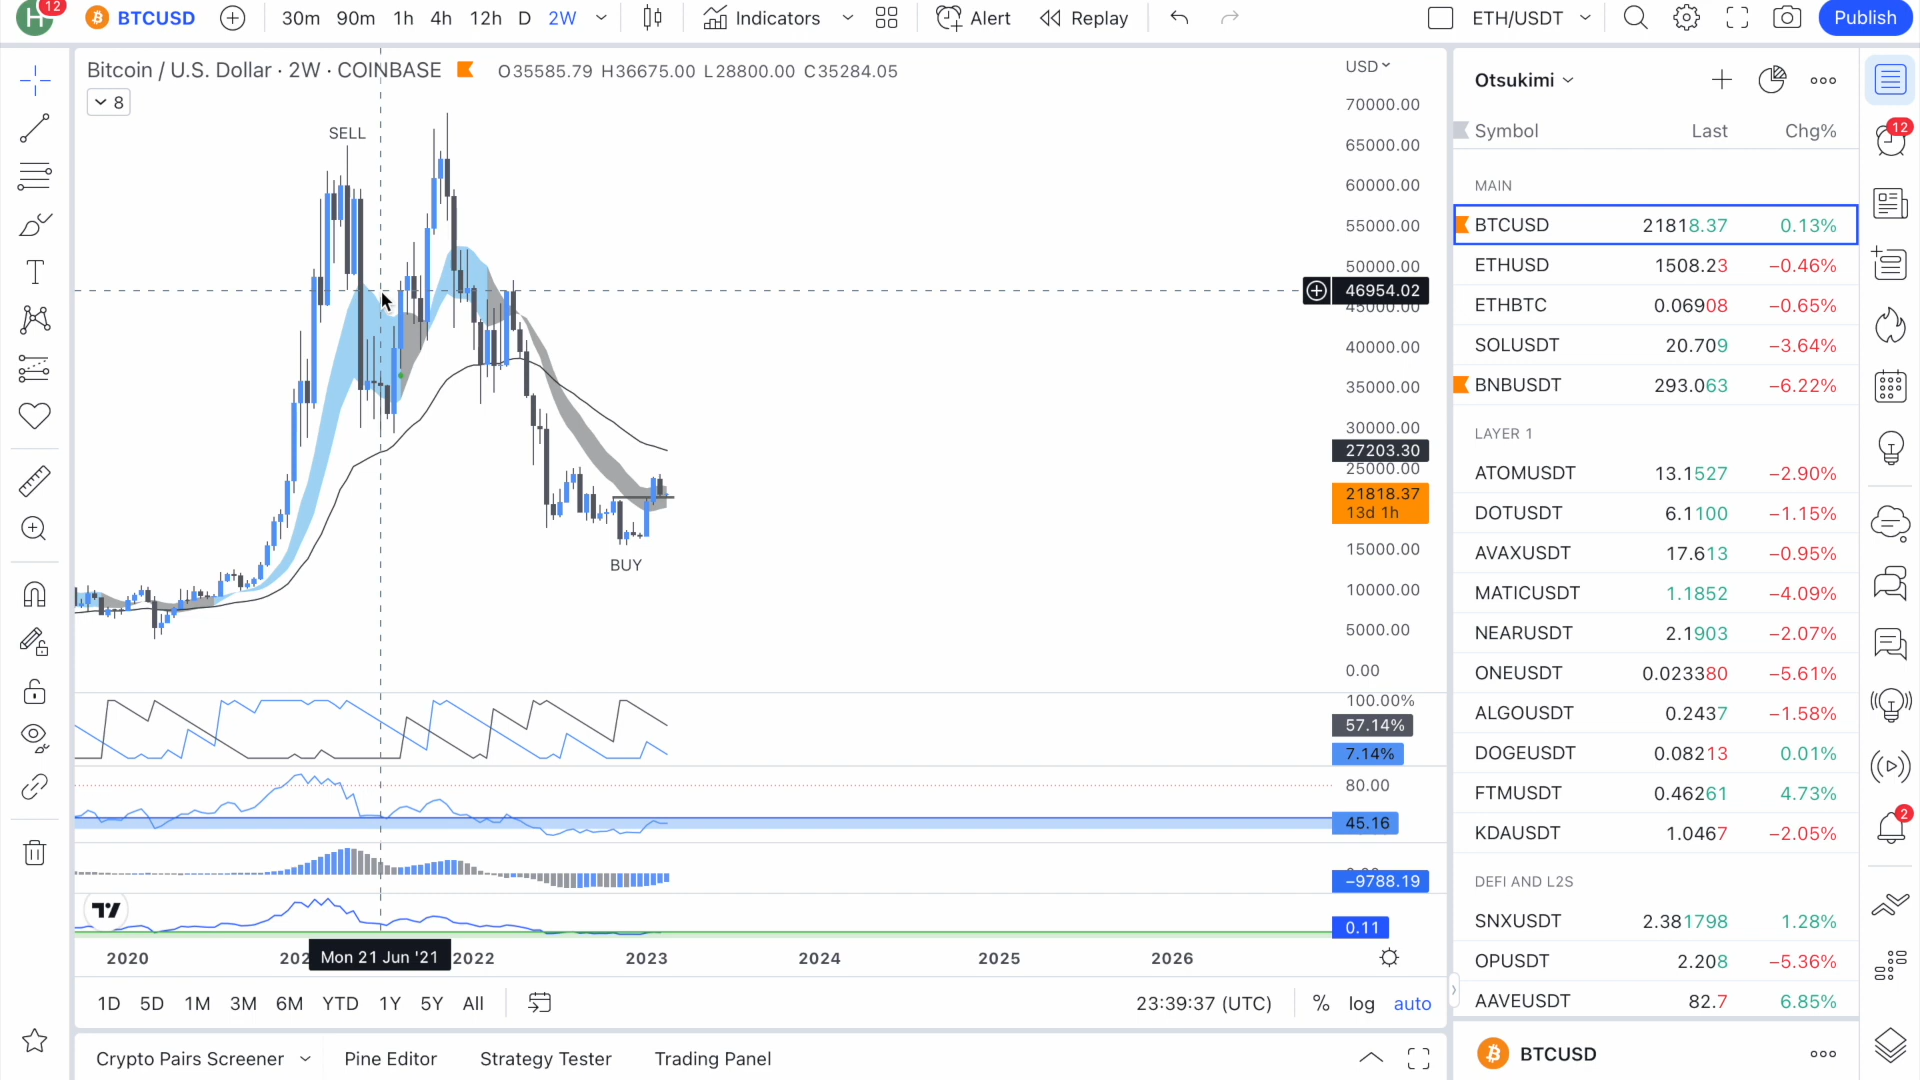 H 12 BTCUSD 30m 90m 1h 4h 12h D 2W Indicators Alert Replay ETH/USDT Publish
Bitcoin / U.S. Dollar · 2W · COINBASE O35585.79 H36675.00 L28800.00 C35284.05
8
USD
70000.00
65000.00
60000.00
55000.00
50000.00
46954.02
45000.00
40000.00
35000.00
30000.00
27203.30
25000.00
21818.37
13d 1h
15000.00
10000.00
5000.00
0.00
SELL
BUY
100.00%
57.14%
7.14%
80.00
45.16
−9788.19
0.11
2020 Mon 21 Jun '21 2022 2023 2024 2025 2026
1D 5D 1M 3M 6M YTD 1Y 5Y All 23:39:37 (UTC) % log auto
Crypto Pairs Screener Pine Editor Strategy Tester Trading Panel
Otsukimi
Symbol Last Chg%
MAIN
BTCUSD 21818.37 0.13%
ETHUSD 1508.23 −0.46%
ETHBTC 0.06908 −0.65%
SOLUSDT 20.709 −3.64%
BNBUSDT 293.063 −6.22%
LAYER 1
ATOMUSDT 13.1527 −2.90%
DOTUSDT 6.1100 −1.15%
AVAXUSDT 17.613 −0.95%
MATICUSDT 1.1852 −4.09%
NEARUSDT 2.1903 −2.07%
ONEUSDT 0.023380 −5.61%
ALGOUSDT 0.2437 −1.58%
DOGEUSDT 0.08213 0.01%
FTMUSDT 0.46261 4.73%
KDAUSDT 1.0467 −2.05%
DEFI AND L2S
SNXUSDT 2.381798 1.28%
OPUSDT 2.208 −5.36%
AAVEUSDT 82.7 6.85%
BTCUSD
12
2